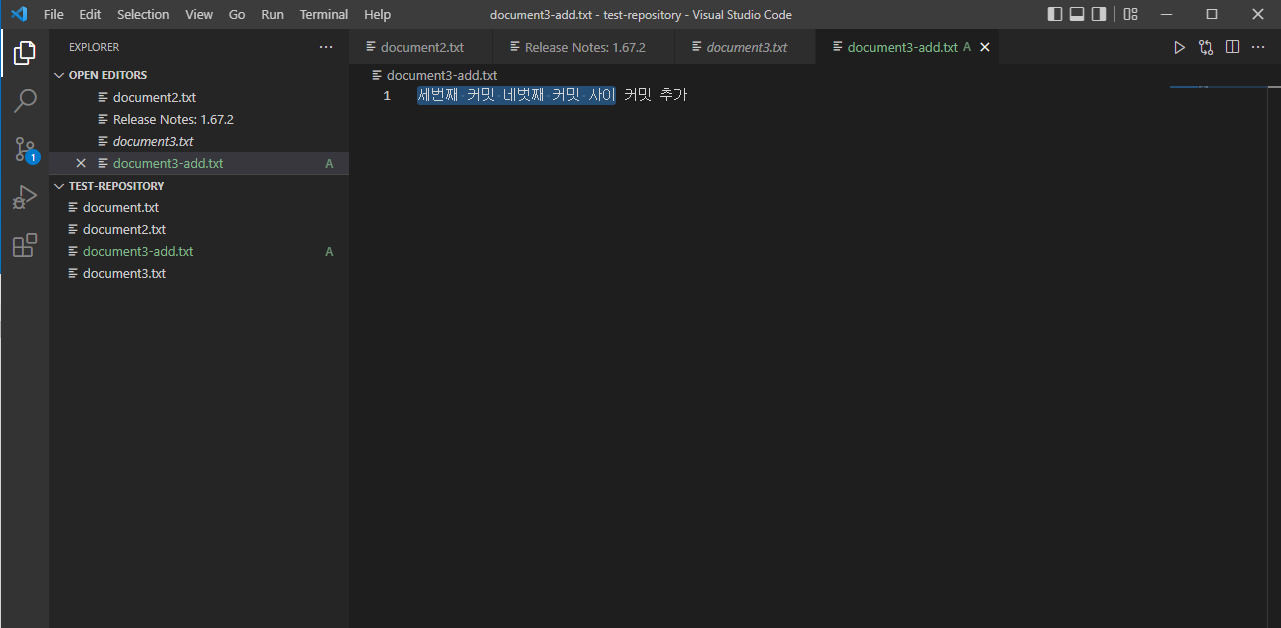 File Edit Selection View Go Run Terminal Help document3-add.txt - test-repository - Visual Studio Code
EXPLORER
document2.txt Release Notes: 1.67.2 document3.txt document3-add.txt A
OPEN EDITORS
document2.txt
Release Notes: 1.67.2
document3.txt
document3-add.txt A
TEST-REPOSITORY
document.txt
document2.txt
document3-add.txt A
document3.txt
1
document3-add.txt
1 세번째 커밋 네벗째 커밋 사이 커밋 추가